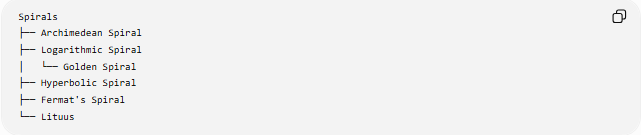 Spirals
├── Archimedean Spiral
├── Logarithmic Spiral
│   └── Golden Spiral
├── Hyperbolic Spiral
├── Fermat's Spiral
└── Lituus